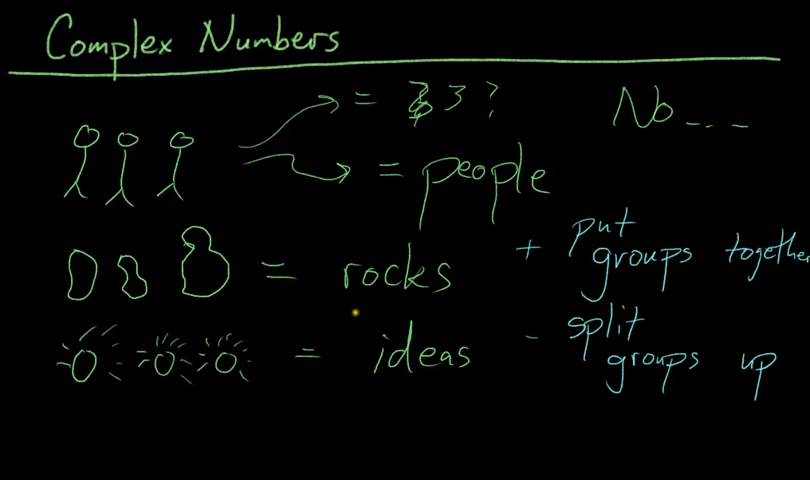 Complex Numbers
= 3 ?
No _ _ _
= people
+ put
groups together
= rocks
- split
groups up
= ideas